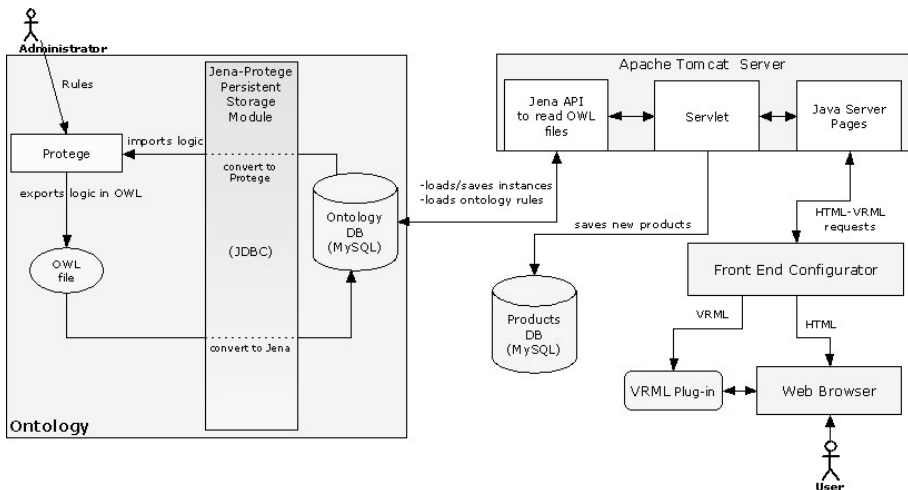 Administrator
Rules
Protege
exports logic in OWL
OWL
file
Jena-Protege
Persistent
Storage
Module
imports logic
convert to
Protege
(JDBC)
convert to Jena
Ontology
DB
(MySQL)
Ontology
-loads/saves instances
-loads ontology rules
Apache Tomcat Server
Jena API
to read OWL
files
Servlet
Java Server
Pages
saves new products
Products
DB
(MySQL)
HTML-VRML
requests
Front End Configurator
VRML
HTML
VRML Plug-in
Web Browser
User